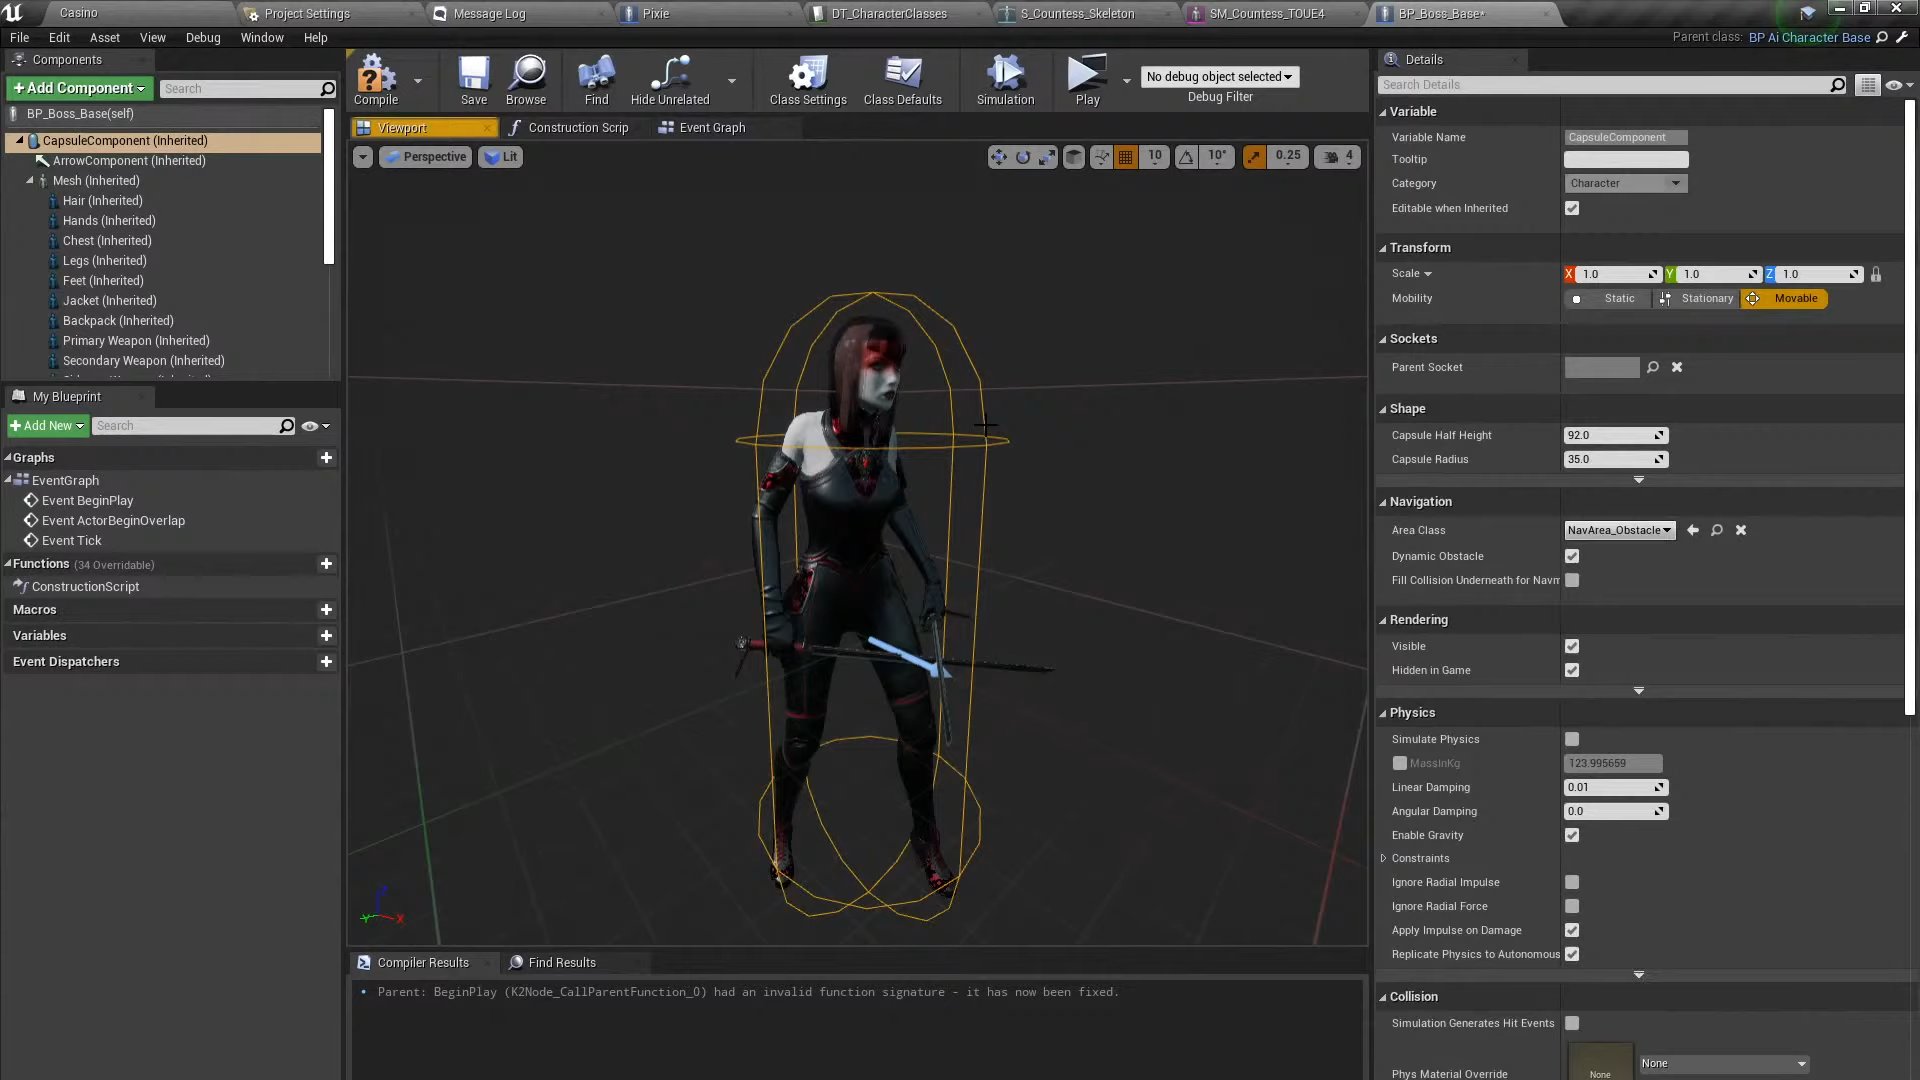 Casino
Project Settings
Message Log
Pixie
DT_CharacterClasses
S_Countess_Skeleton
SM_Countess_TOUE4
BP_Boss_Base*
File Edit Asset View Debug Window Help
Parent class: BP Ai Character Base
Components
+ Add Component
Search
BP_Boss_Base(self)
CapsuleComponent (Inherited)
ArrowComponent (Inherited)
Mesh (Inherited)
Hair (Inherited)
Hands (Inherited)
Chest (Inherited)
Legs (Inherited)
Feet (Inherited)
Jacket (Inherited)
Backpack (Inherited)
Primary Weapon (Inherited)
Secondary Weapon (Inherited)
My Blueprint
+ Add New
Search
Graphs
EventGraph
Event BeginPlay
Event ActorBeginOverlap
Event Tick
Functions (34 Overridable)
ConstructionScript
Macros
Variables
Event Dispatchers
Compile
Save
Browse
Find
Hide Unrelated
Class Settings
Class Defaults
Simulation
Play
No debug object selected
Debug Filter
Viewport
Construction Scrip
Event Graph
Perspective
Lit
10
10°
0.25
4
Z
Y
X
Compiler Results
Find Results
• Parent: BeginPlay (K2Node_CallParentFunction_0) had an invalid function signature - it has now been fixed.
Details
Search Details
Variable
Variable Name CapsuleComponent
Tooltip
Category Character
Editable when Inherited
Transform
Scale X 1.0 Y 1.0 Z 1.0
Mobility Static Stationary Movable
Sockets
Parent Socket
Shape
Capsule Half Height 92.0
Capsule Radius 35.0
Navigation
Area Class NavArea_Obstacle
Dynamic Obstacle
Fill Collision Underneath for Navm
Rendering
Visible
Hidden in Game
Physics
Simulate Physics
MassInKg 123.995659
Linear Damping 0.01
Angular Damping 0.0
Enable Gravity
Constraints
Ignore Radial Impulse
Ignore Radial Force
Apply Impulse on Damage
Replicate Physics to Autonomous
Collision
Simulation Generates Hit Events
Phys Material Override None None